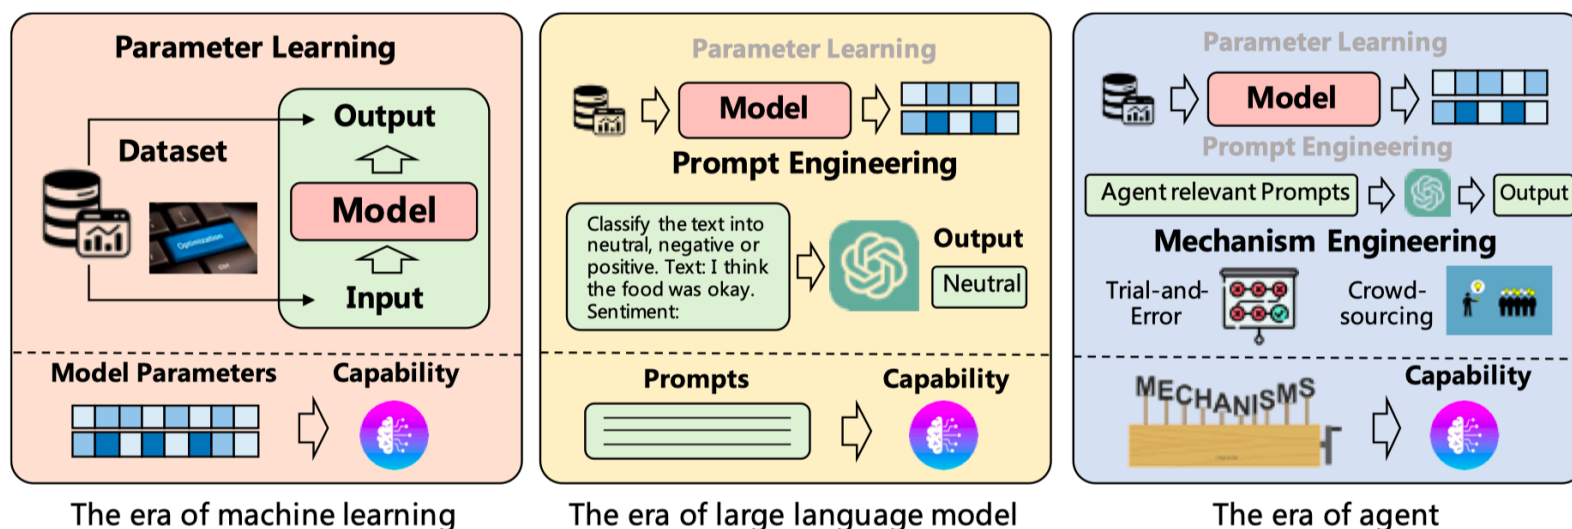 Parameter Learning
Output
Dataset
Model
Optimization
Input
Model Parameters
Capability
The era of machine learning
Parameter Learning
Model
Prompt Engineering
Classify the text into
neutral, negative or
positive. Text: I think
the food was okay.
Sentiment:
Output
Neutral
Prompts
Capability
The era of large language model
Parameter Learning
Model
Prompt Engineering
Agent relevant Prompts
Output
Mechanism Engineering
Trial-and-
Error
Crowd-
sourcing
MECHANISMS
Capability
The era of agent